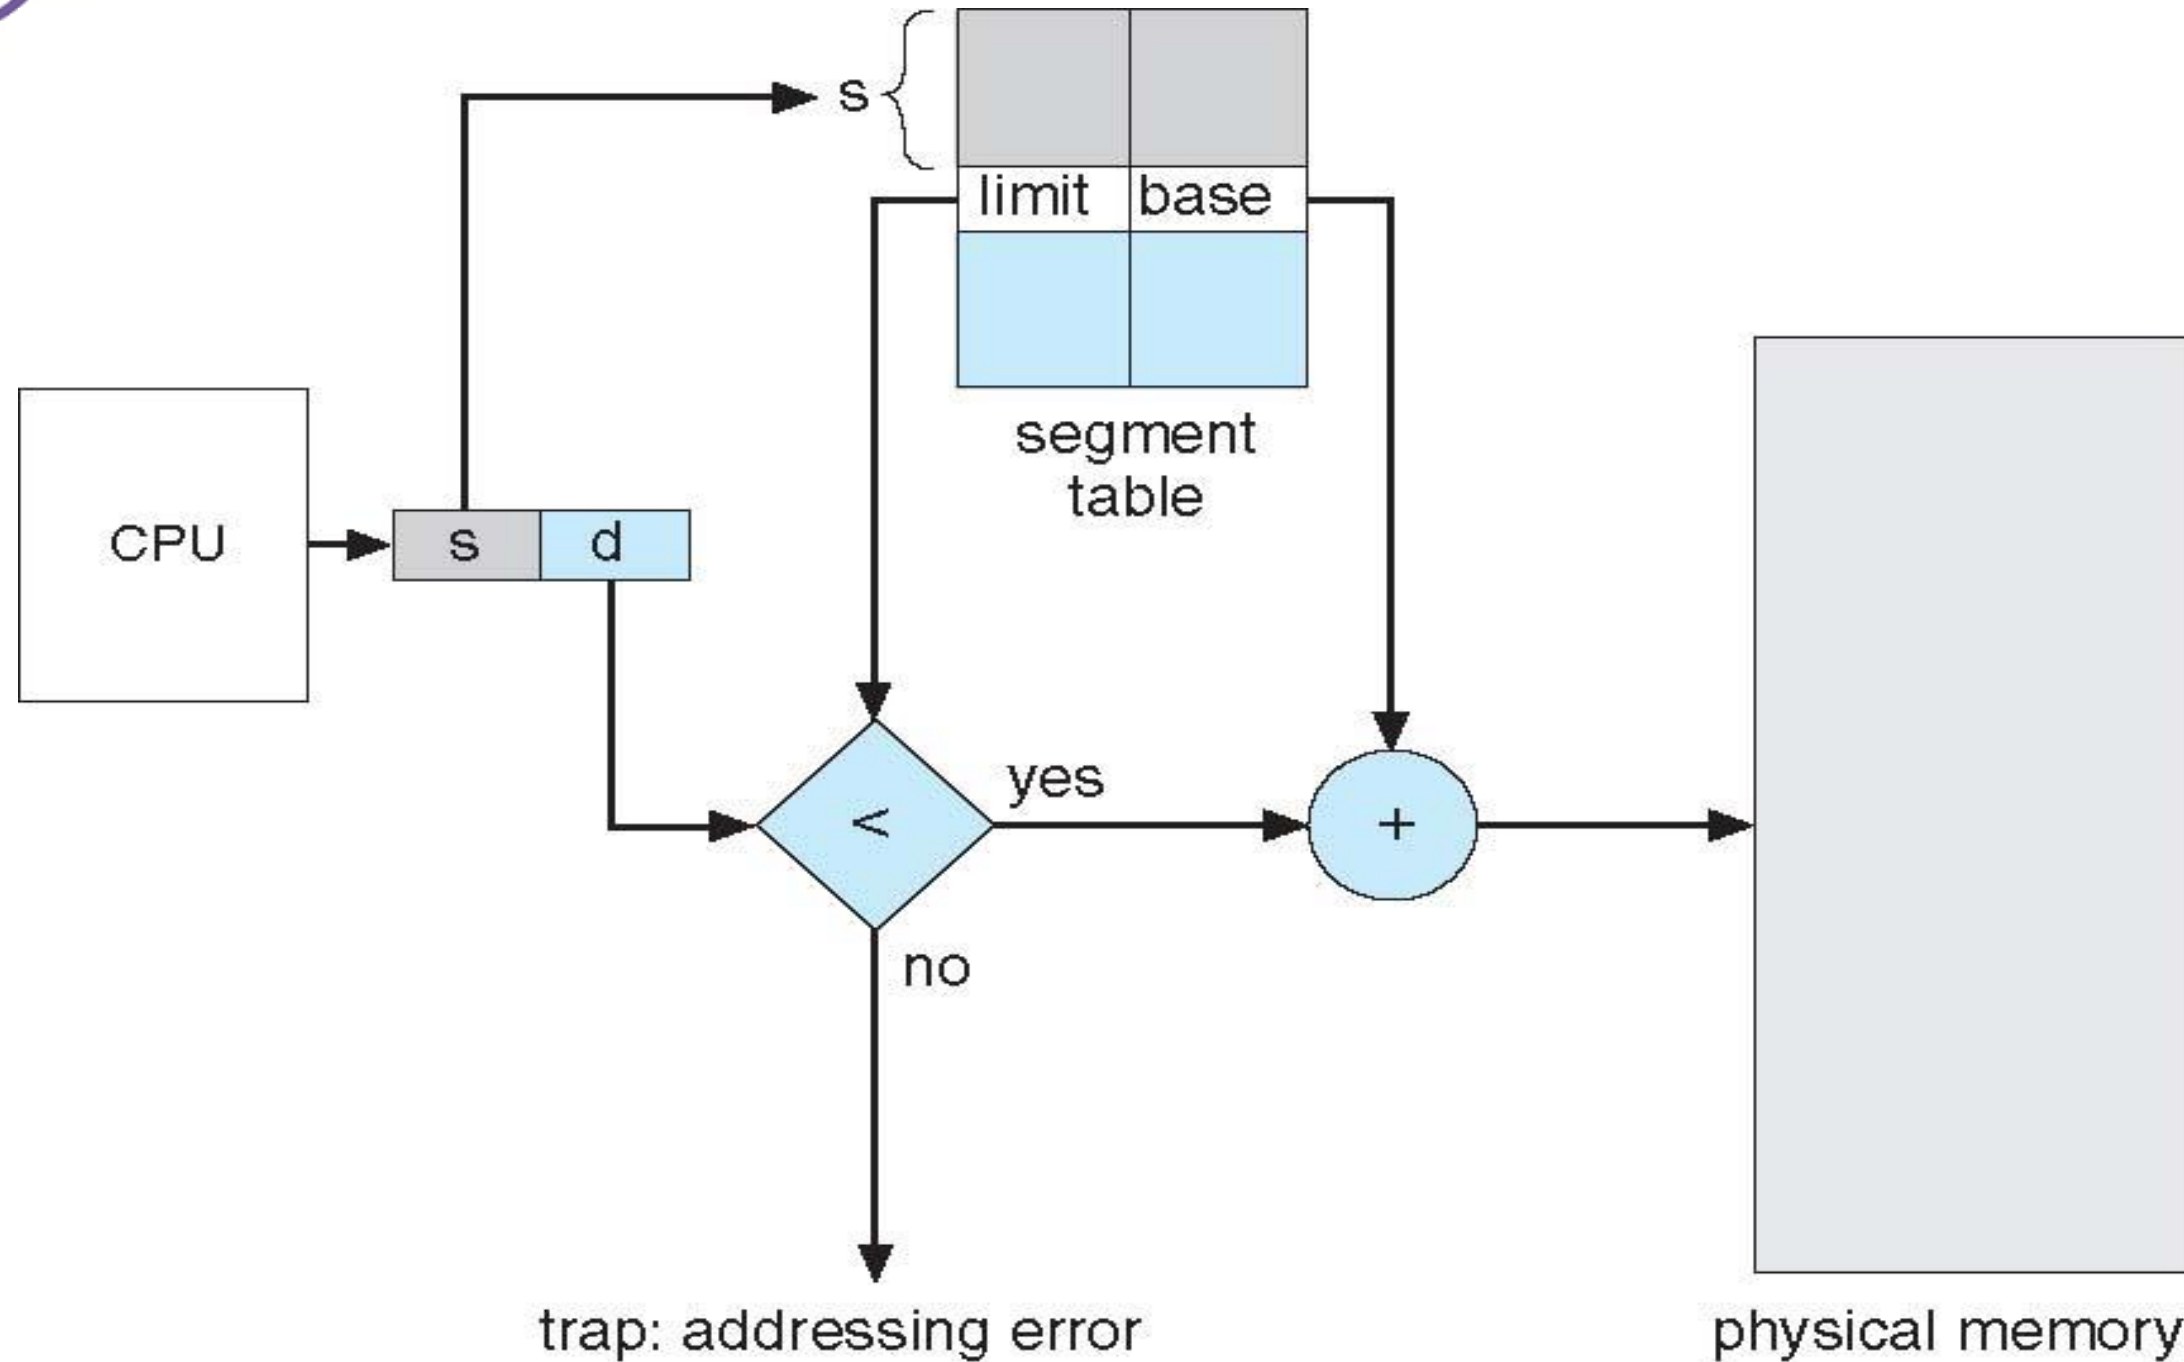 s
limit base
segment
table
CPU
s d
yes
<
+
no
trap: addressing error
physical memory